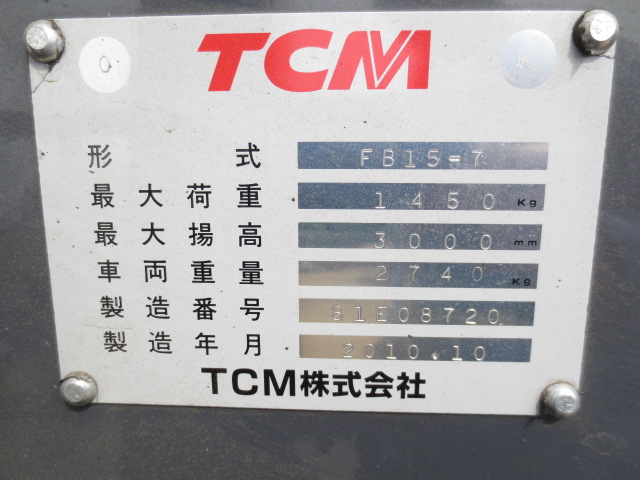 TCM
O
K
形式 FB15-7
最大荷重 1450 Kg
最大揚高 3000 mm
車両重量 2740 Kg
製造番号 81E08720
製造年月 2010.10
TCM株式会社